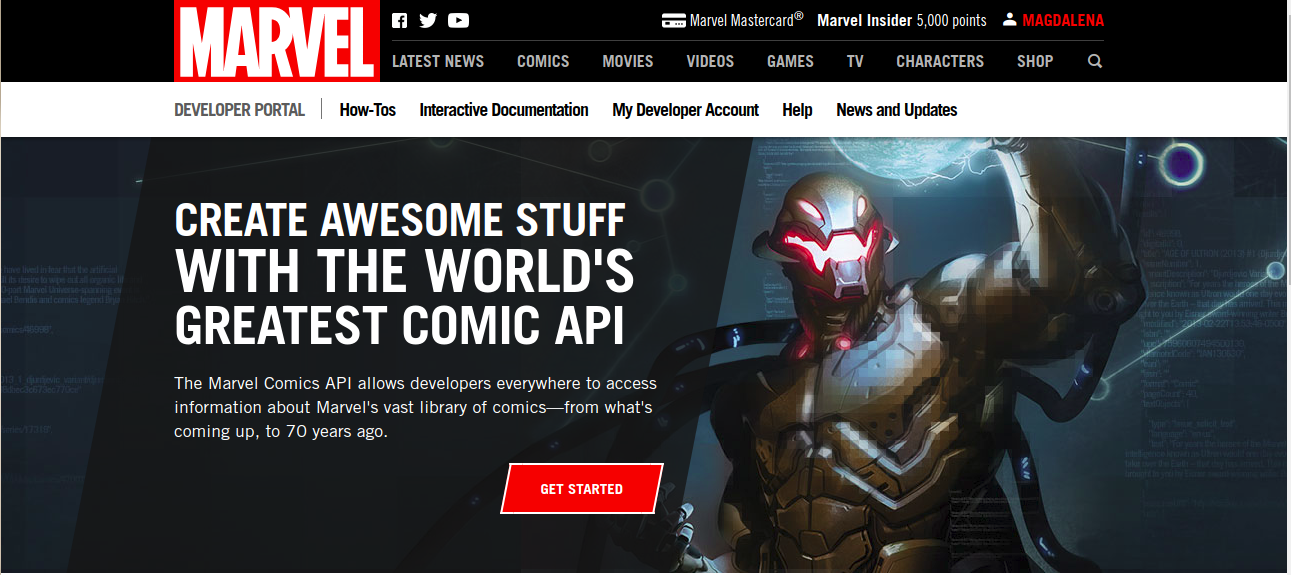 MARVEL
Marvel Mastercard® Marvel Insider 5,000 points MAGDALENA
LATEST NEWS COMICS MOVIES VIDEOS GAMES TV CHARACTERS SHOP
DEVELOPER PORTAL How-Tos Interactive Documentation My Developer Account Help News and Updates
CREATE AWESOME STUFF
WITH THE WORLD'S
GREATEST COMIC API
The Marvel Comics API allows developers everywhere to access
information about Marvel's vast library of comics—from what's
coming up, to 70 years ago.
GET STARTED